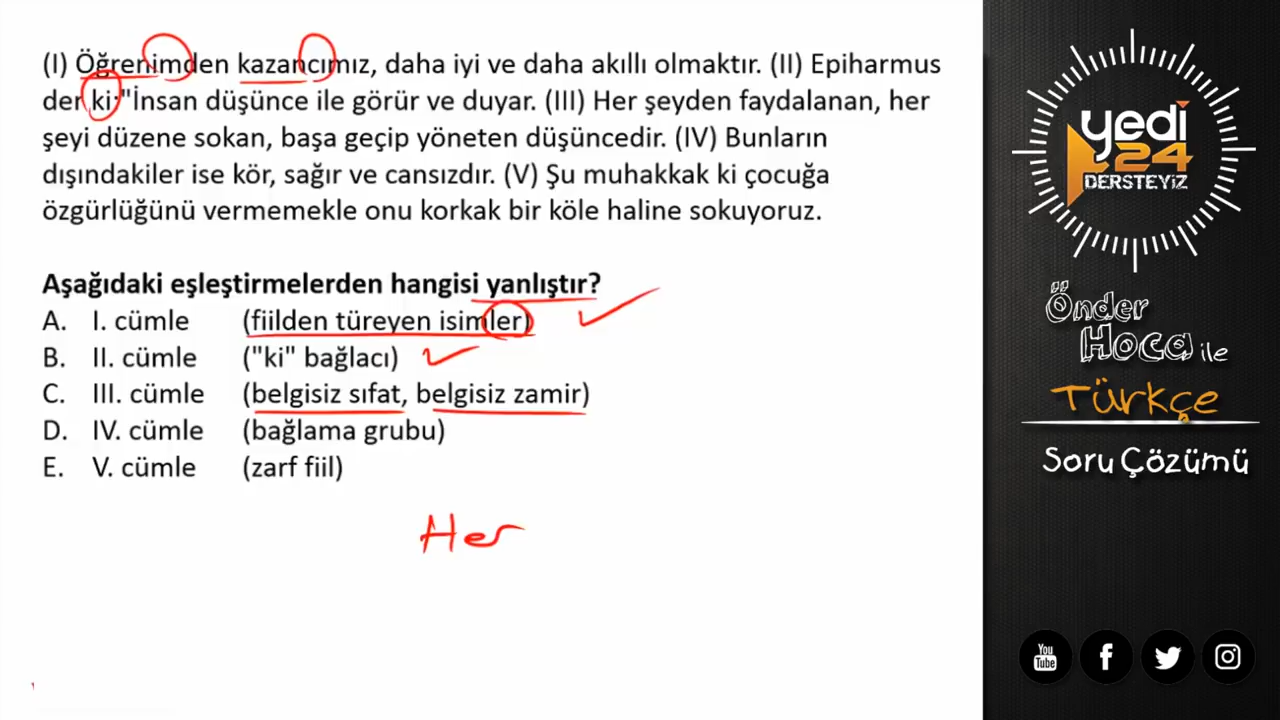 (I) Öğrenimden kazancımız, daha iyi ve daha akıllı olmaktır. (II) Epiharmus
der ki:"İnsan düşünce ile görür ve duyar. (III) Her şeyden faydalanan, her
şeyi düzene sokan, başa geçip yöneten düşüncedir. (IV) Bunların
dışındakiler ise kör, sağır ve cansızdır. (V) Şu muhakkak ki çocuğa
özgürlüğünü vermemekle onu korkak bir köle haline sokuyoruz.
Aşağıdaki eşleştirmelerden hangisi yanlıştır?
A. I. cümle (fiilden türeyen isimler)
B. II. cümle ("ki" bağlacı)
C. III. cümle (belgisiz sıfat, belgisiz zamir)
D. IV. cümle (bağlama grubu)
E. V. cümle (zarf fiil)
Her
yedi
24
DERSTEYİZ
Önder
Hoca ile
Türkçe
Soru Çözümü
You
Tube